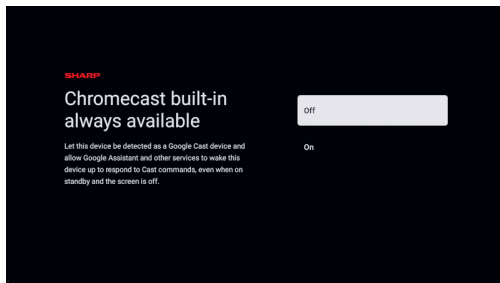 SHARP
Chromecast built-in
always available
Let this device be detected as a Google Cast device and
allow Google Assistant and other services to wake this
device up to respond to Cast commands, even when on
standby and the screen is off.
Off
On